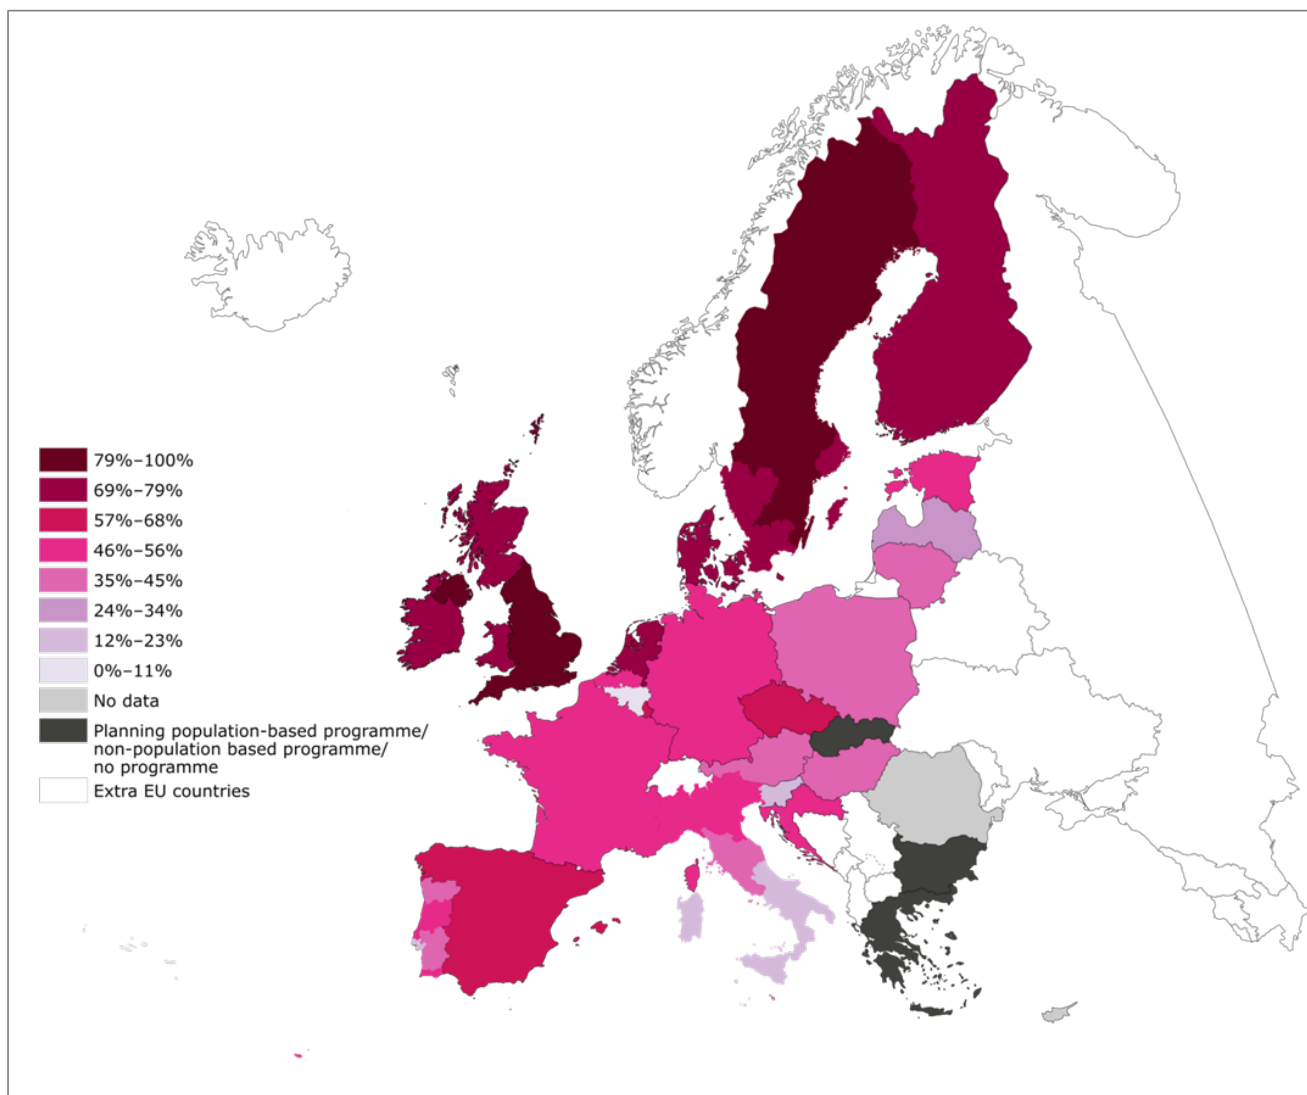 79%–100%
69%–79%
57%–68%
46%–56%
35%–45%
24%–34%
12%–23%
0%–11%
No data
Planning population-based programme/
non-population based programme/
no programme
Extra EU countries